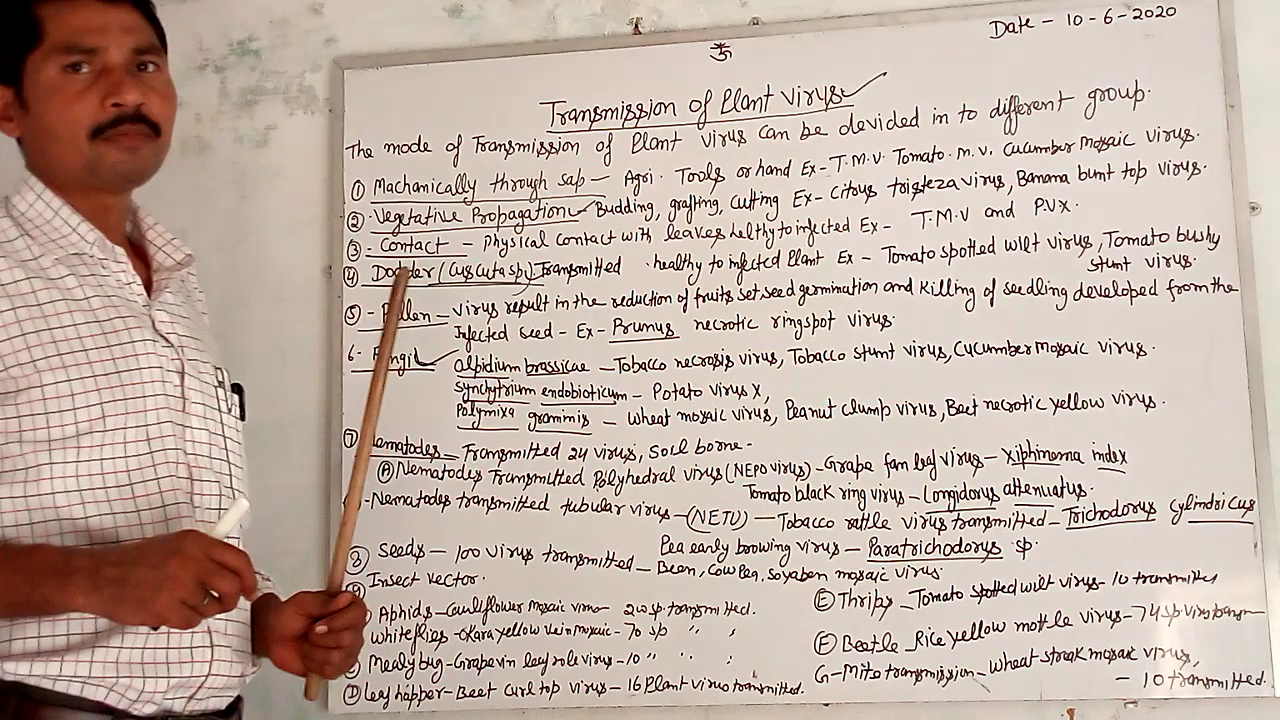 Date - 10-6-2020
ॐ
Transmission of Plant virus
The mode of Transmission of Plant virus can be devided in to different group.
① Machanically through sap - Agri. Tools or hand Ex- T.M.V. Tomato. M.V. Cucumber mosaic virus.
② Vegetative Propagation Budding, grafting, cutting Ex- Citrus tristeza virus, Banana bunt top virus.
③ - Contact - Physical contact with leaves helthy to infected Ex- T.M.V and P.V.X.
④ Dodder (Cuscuta sp.) Transmitted healthy to infected Plant Ex - Tomato spotted wilt virus, Tomato bushy
stunt virus.
⑤ - Pollen - virus result in the reduction of fruits set, seed germination and killing of seedling developed from the
Infected seed - Ex- Prunus necrotic ringspot virus.
6- Fungi Olpidium brassicae - Tobacco necrosis virus, Tobacco stunt virus, Cucumber mosaic virus.
Synchytrium endobioticum - Potato virus X,
Polymixa grammis - wheat mosaic virus, Peanut clump virus, Beet necrotic yellow virus.
⑦ Nematodes - Transmitted 24 virus, Soil borne -
Ⓐ Nematodes Transmitted Polyhedral virus (NEPO virus) - Grape fan leaf virus - Xiphinema index
Tomato black ring virus - Longidorus attenuatus.
- Nematodes transmitted tubular virus - (NETU) - Tobacco rattle virus transmitted - Trichodorus cylindricus
Pea early browing virus - Paratrichodorus sp.
⑧ Seeds - 100 virus transmitted - Been, Cow Pea, Soyaben mosaic virus.
Insect vector.
Aphids - Cauliflower mosaic virus 200 sp. transmitted.
whiteflies - Okara yellow vein mosaic - 70 sp " "
Mealy bug - Grapevin leaf role virus - 10 " "
Ⓓ leaf happer - Beet curl top virus - 16 Plant virus transmitted.
Ⓔ Thrips - Tomato spotted wilt virus - 10 transmitted
Ⓕ Beetle Rice yellow mottle virus - 74 sp. virus
G - Mite transmission - wheat streak mosaic virus,
- 10 transmitted.